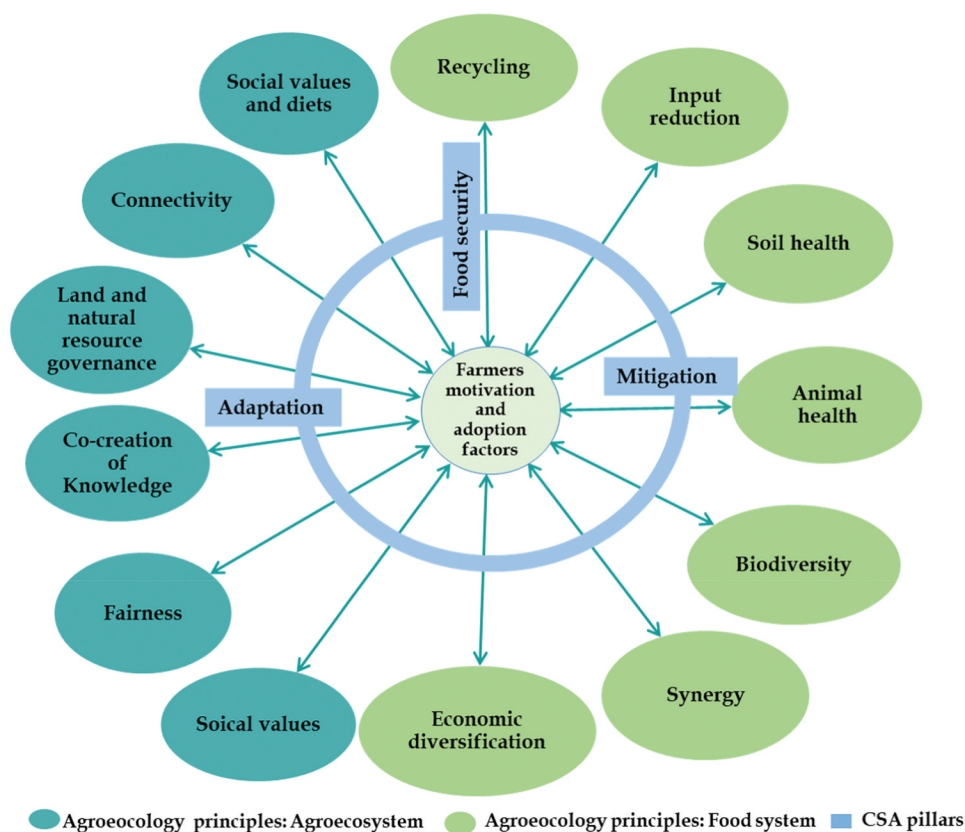 Recycling
Social values
and diets
Input
reduction
Connectivity
Food security
Soil health
Land and
natural
resource
governance
Farmers
motivation
and
adoption
factors
Mitigation
Adaptation
Animal
health
Co-creation
of
Knowledge
Biodiversity
Fairness
Synergy
Soical values
Economic
diversification
Agroeocology principles: Agroecosystem
Agroeocology principles: Food system
CSA pillars